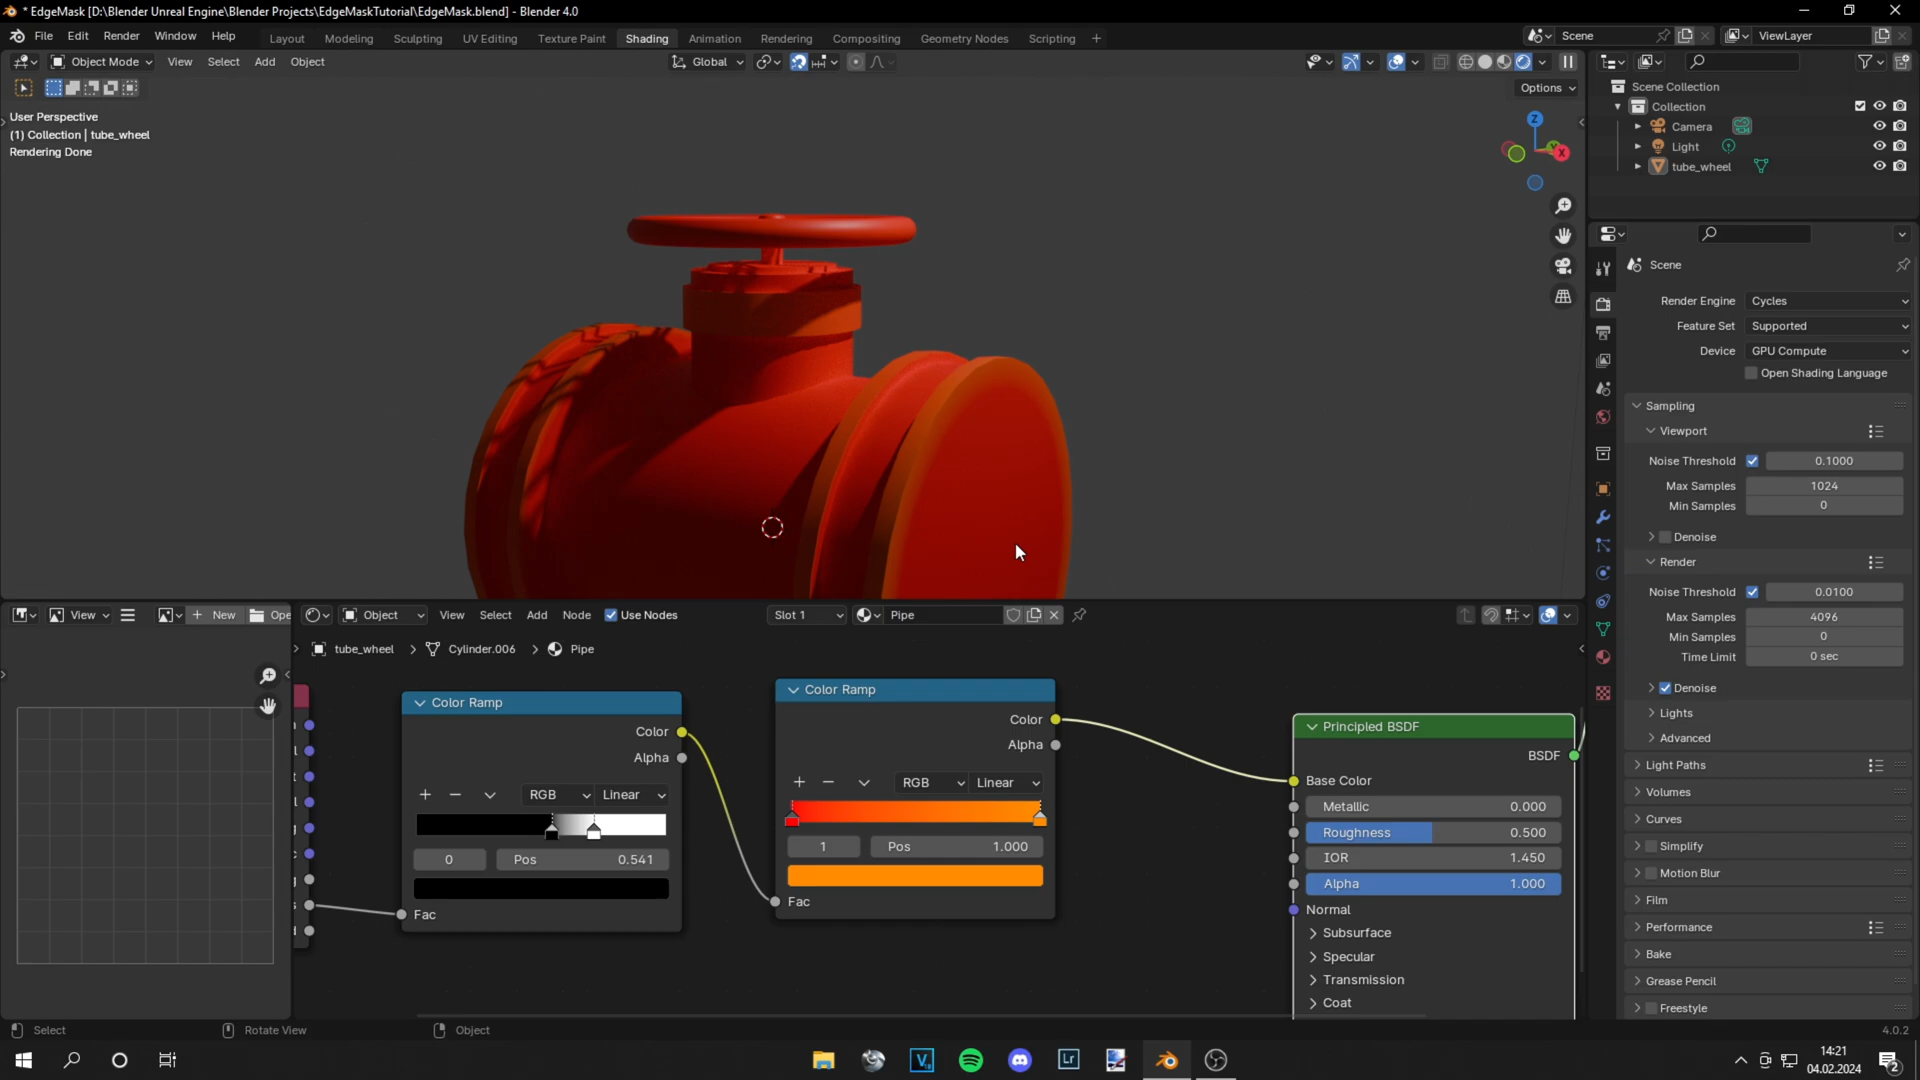 * EdgeMask [D:\Blender Unreal Engine\Blender Projects\EdgeMaskTutorial\EdgeMask.blend] - Blender 4.0
File Edit Render Window Help
Layout Modeling Sculpting UV Editing Texture Paint Shading Animation Rendering Compositing Geometry Nodes Scripting +
Scene
ViewLayer
Object Mode View Select Add Object
Global
Options
User Perspective
(1) Collection | tube_wheel
Rendering Done
Z
X
Scene Collection
Collection
Camera
Light
tube_wheel
Scene
Render Engine Cycles
Feature Set Supported
Device GPU Compute
Open Shading Language
Sampling
Viewport
Noise Threshold 0.1000
Max Samples 1024
Min Samples 0
Denoise
Render
Noise Threshold 0.0100
Max Samples 4096
Min Samples 0
Time Limit 0 sec
Denoise
Lights
Advanced
Light Paths
Volumes
Curves
Simplify
Motion Blur
Film
Performance
Bake
Grease Pencil
Freestyle
View
New
Ope
Object View Select Add Node Use Nodes
Slot 1
Pipe
tube_wheel > Cylinder.006 > Pipe
Color Ramp
Color
Alpha
RGB Linear
0 Pos 0.541
Fac
Color Ramp
Color
Alpha
RGB Linear
1 Pos 1.000
Fac
Principled BSDF
BSDF
Base Color
Metallic 0.000
Roughness 0.500
IOR 1.450
Alpha 1.000
Normal
Subsurface
Specular
Transmission
Coat
Select
Rotate View
Object
4.0.2
Lr
14:21
04.02.2024
2